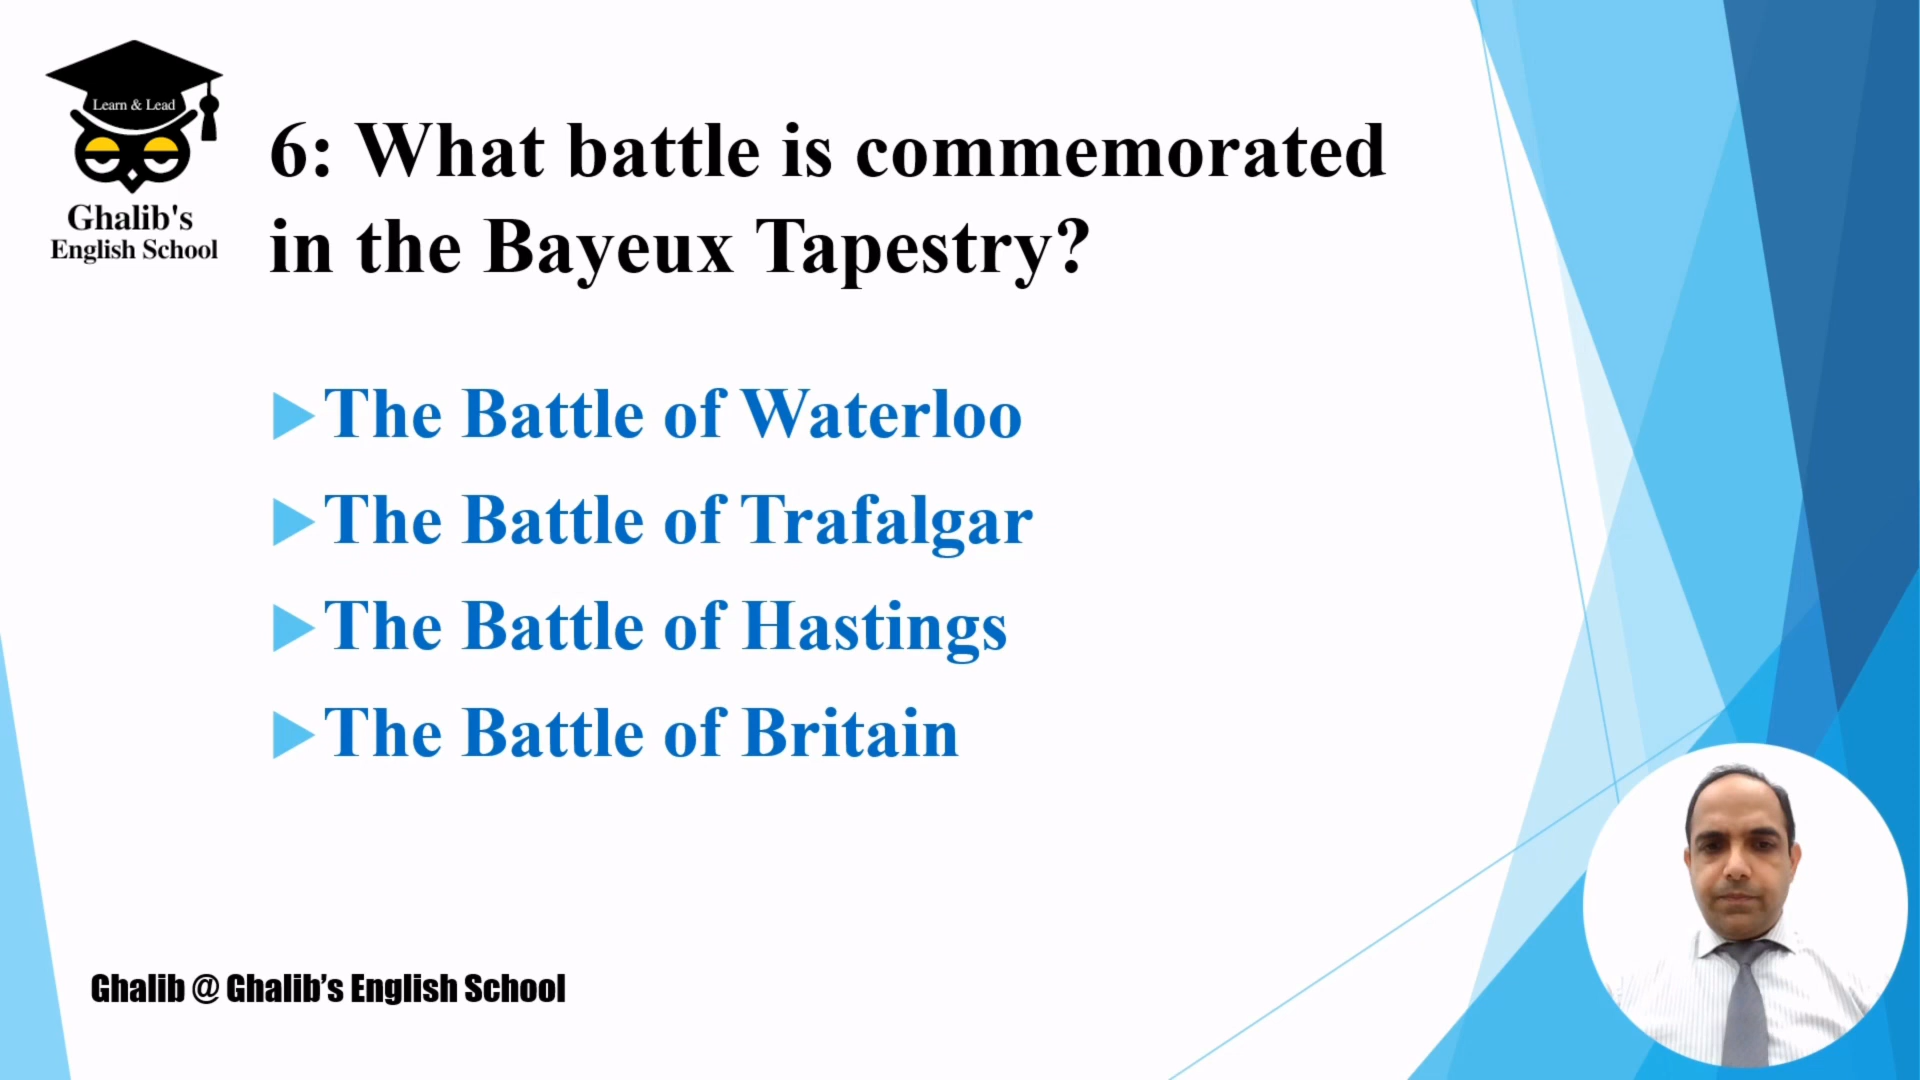 Learn & Lead
Ghalib's
English School
6: What battle is commemorated
in the Bayeux Tapestry?
The Battle of Waterloo
The Battle of Trafalgar
The Battle of Hastings
The Battle of Britain
Ghalib @ Ghalib’s English School